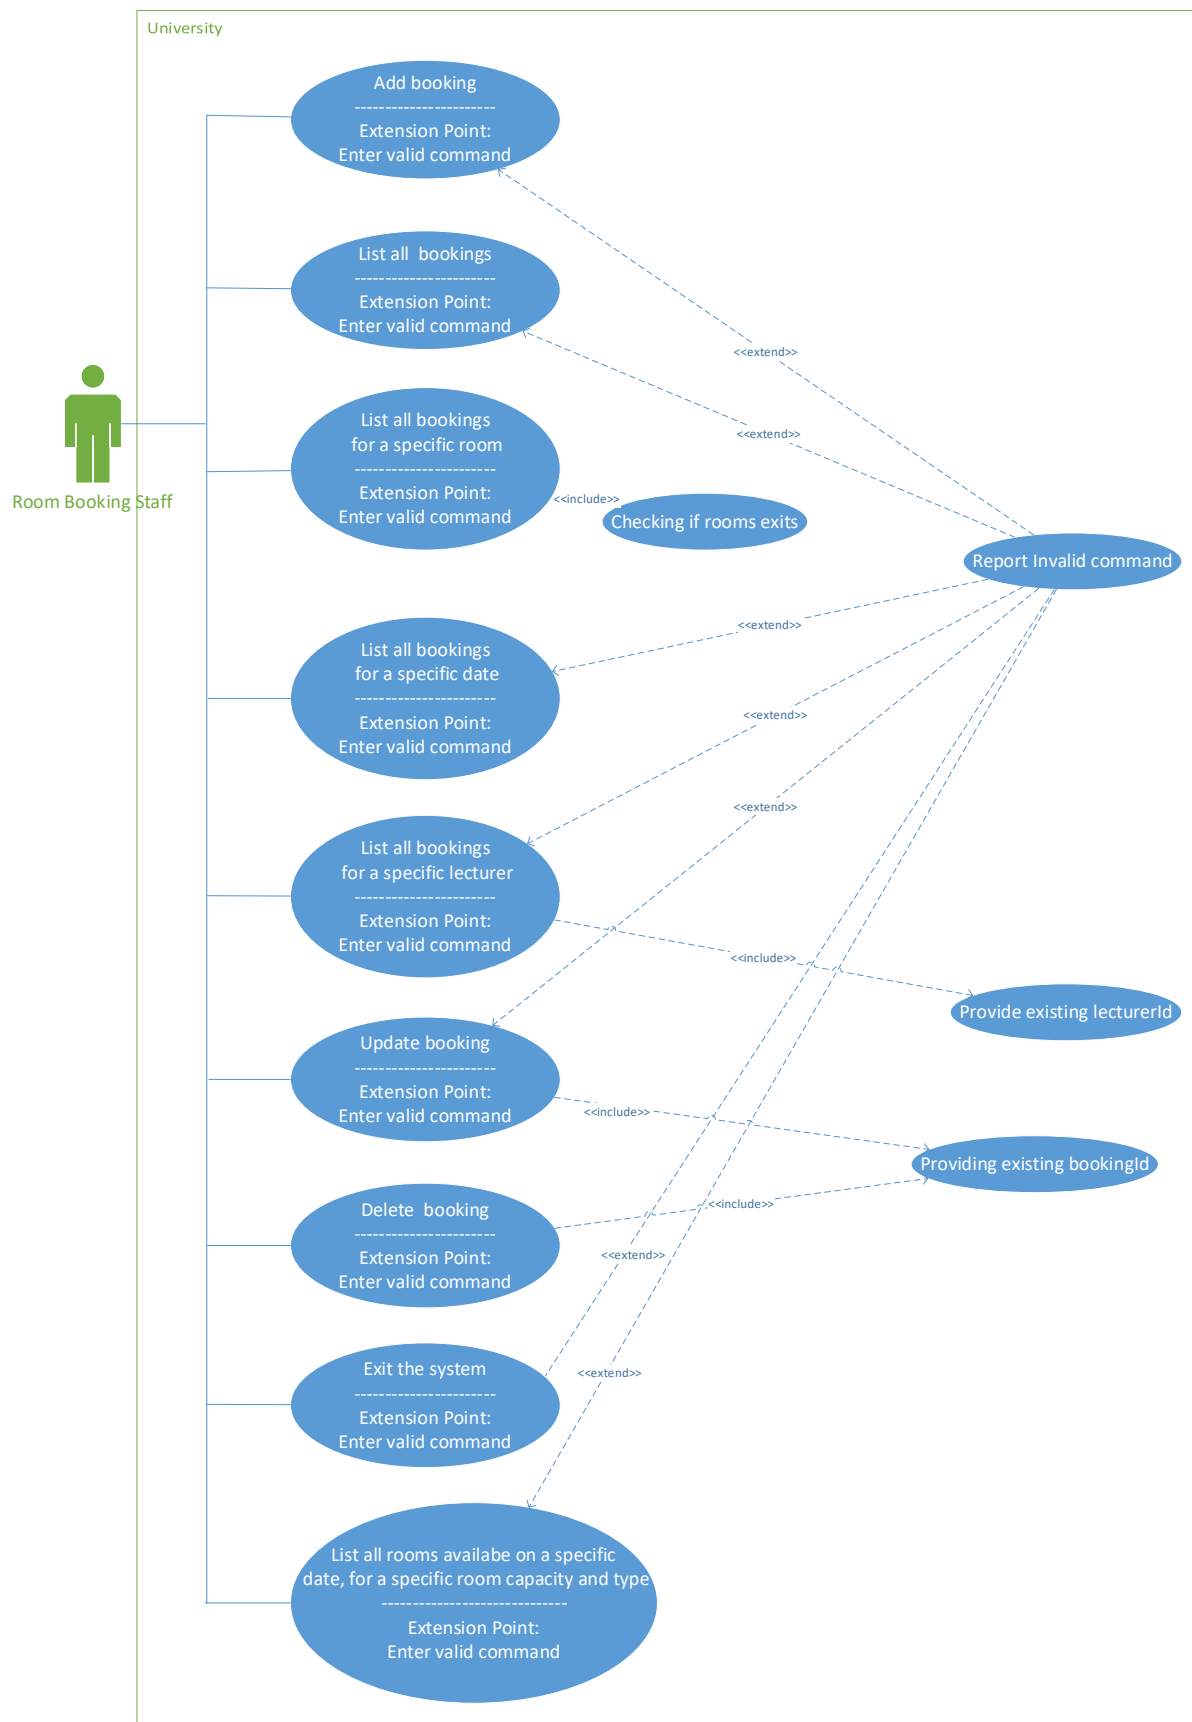 University
Add booking
-----------------------
Extension Point:
Enter valid command
List all  bookings
-----------------------
Extension Point:
Enter valid command
<<extend>>
List all bookings
for a specific room
-----------------------
Extension Point:
Enter valid command
<<extend>>
<<include>>
Checking if rooms exits
Room Booking Staff
Report Invalid command
List all bookings
for a specific date
-----------------------
Extension Point:
Enter valid command
<<extend>>
<<extend>>
<<extend>>
List all bookings
for a specific lecturer
-----------------------
Extension Point:
Enter valid command
<<include>>
Provide existing lecturerId
Update booking
-----------------------
Extension Point:
Enter valid command
<<include>>
Providing existing bookingId
Delete  booking
-----------------------
Extension Point:
Enter valid command
<<include>>
<<extend>>
Exit the system
-----------------------
Extension Point:
Enter valid command
<<extend>>
List all rooms availabe on a specific
date, for a specific room capacity and type
------------------------------
Extension Point:
Enter valid command